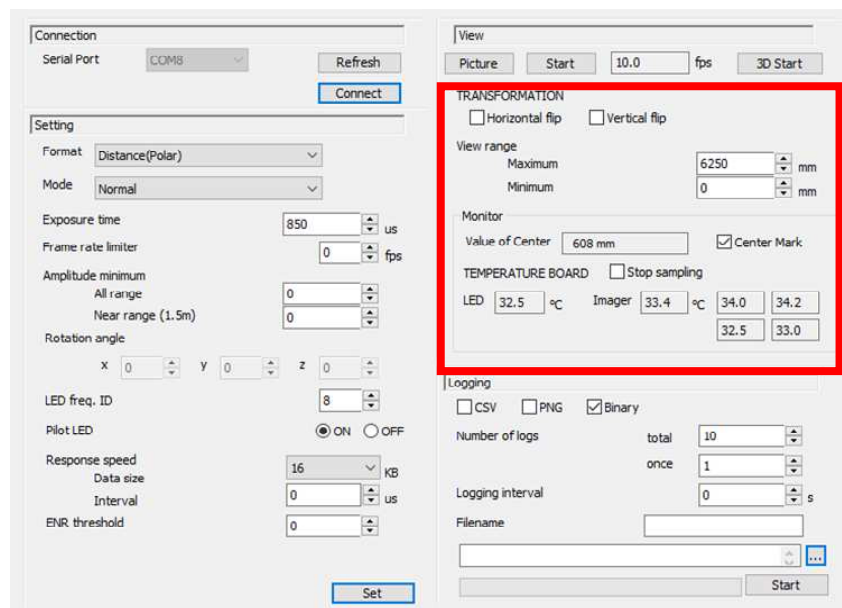 Connection
Serial Port COM8 Refresh
Connect
Setting
Format Distance(Polar)
Mode Normal
Exposure time 850 us
Frame rate limiter 0 fps
Amplitude minimum
All range 0
Near range (1.5m) 0
Rotation angle
x 0 y 0 z 0
LED freq. ID 8
Pilot LED ON OFF
Response speed
Data size 16 KB
Interval 0 us
ENR threshold 0
Set
View
Picture Start 10.0 fps 3D Start
TRANSFORMATION
Horizontal flip Vertical flip
View range
Maximum 6250 mm
Minimum 0 mm
Monitor
Value of Center 608 mm Center Mark
TEMPERATURE BOARD Stop sampling
LED 32.5 ℃ Imager 33.4 ℃ 34.0 34.2
32.5 33.0
Logging
CSV PNG Binary
Number of logs total 10
once 1
Logging interval 0 s
Filename
...
Start